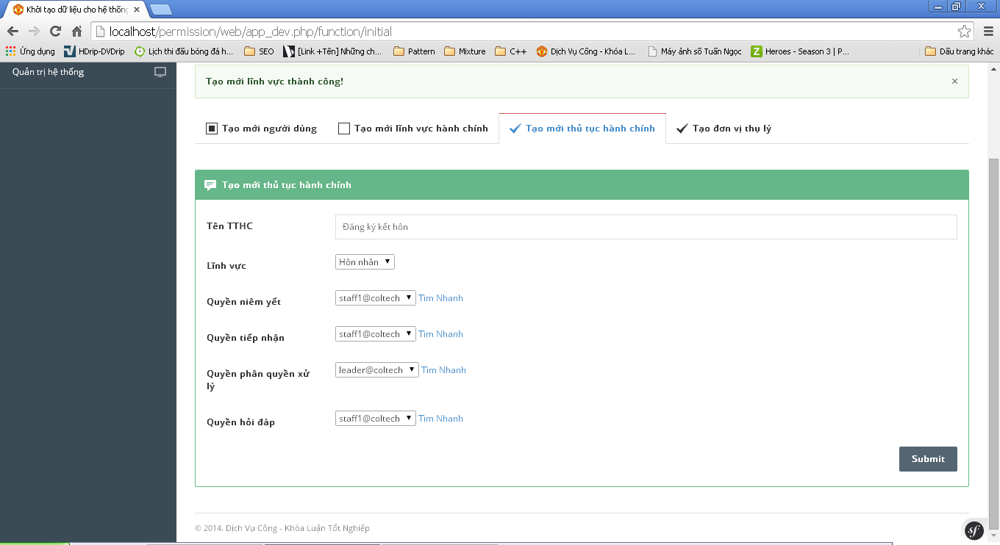 Khởi tạo dữ liệu cho hệ thống
localhost/permission/web/app_dev.php/function/initial
Ứng dụng HDrip-DVDrip Lịch thi đấu bóng đá h... SEO [Link +Tên] Những ch... Pattern Mixture C++ Dịch Vụ Công - Khóa L... Máy ảnh số Tuấn Ngọc Z Heroes - Season 3 | P... Dấu trang khác
Quản trị hệ thống
Tạo mới lĩnh vực thành công! ×
Tạo mới người dùng Tạo mới lĩnh vực hành chính Tạo mới thủ tục hành chính Tạo đơn vị thụ lý
Tạo mới thủ tục hành chính
Tên TTHC Đăng ký kết hôn
Lĩnh vực Hôn nhân
Quyền niêm yết staff1@coltech Tìm Nhanh
Quyền tiếp nhận staff1@coltech Tìm Nhanh
Quyền phân quyền xử leader@coltech Tìm Nhanh
lý
Quyền hỏi đáp staff1@coltech Tìm Nhanh
Submit
© 2014. Dịch Vụ Công - Khóa Luận Tốt Nghiệp
sf